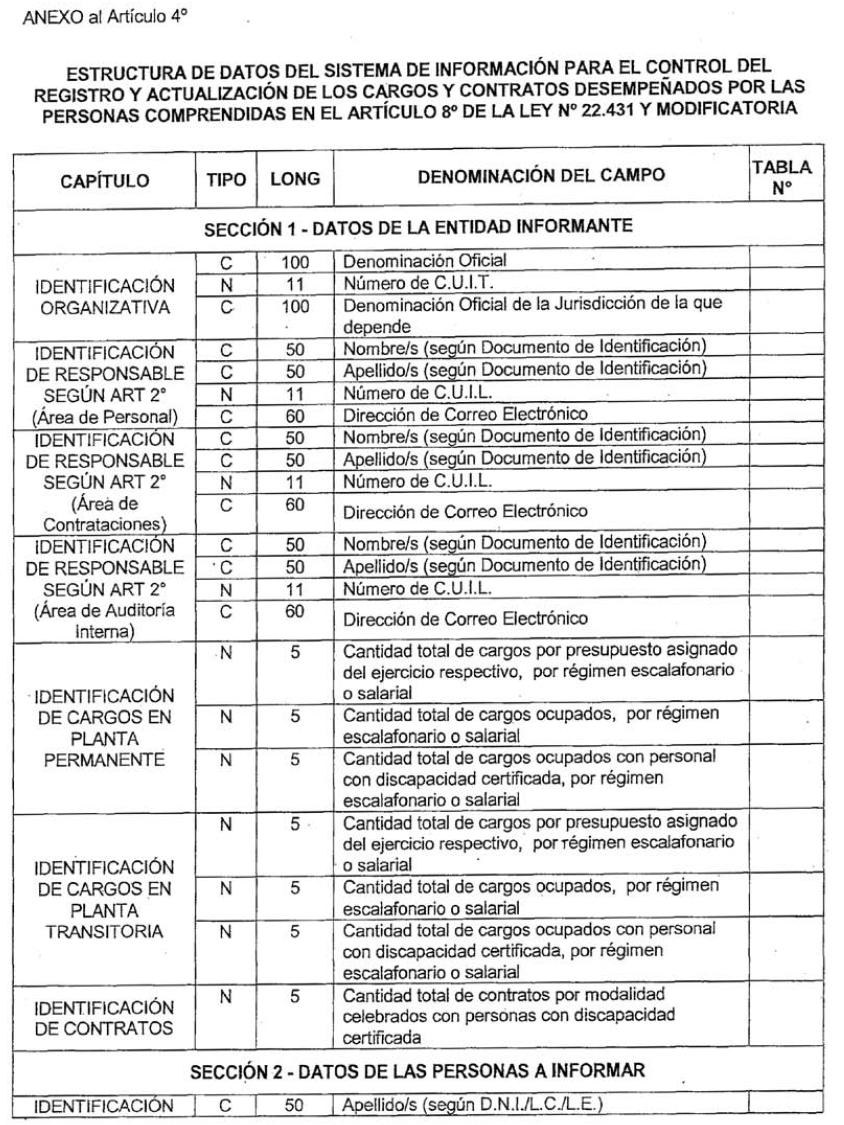 ANEXO al Artículo 4º
ESTRUCTURA DE DATOS DEL SISTEMA DE INFORMACIÓN PARA EL CONTROL DEL
REGISTRO Y ACTUALIZACIÓN DE LOS CARGOS Y CONTRATOS DESEMPEÑADOS POR LAS
PERSONAS COMPRENDIDAS EN EL ARTÍCULO 8º DE LA LEY Nº 22.431 Y MODIFICATORIA
CAPÍTULO TIPO LONG DENOMINACIÓN DEL CAMPO TABLA Nº
SECCIÓN 1 - DATOS DE LA ENTIDAD INFORMANTE
IDENTIFICACIÓN
ORGANIZATIVA
C 100 Denominación Oficial
N 11 Número de C.U.I.T.
C 100 Denominación Oficial de la Jurisdicción de la que
depende
IDENTIFICACIÓN
DE RESPONSABLE
SEGÚN ART 2º
(Área de Personal)
C 50 Nombre/s (según Documento de Identificación)
C 50 Apellido/s (según Documento de Identificación)
N 11 Número de C.U.I.L.
C 60 Dirección de Correo Electrónico
IDENTIFICACIÓN
DE RESPONSABLE
SEGÚN ART 2º
(Área de
Contrataciones)
C 50 Nombre/s (según Documento de Identificación)
C 50 Apellido/s (según Documento de Identificación)
N 11 Número de C.U.I.L.
C 60 Dirección de Correo Electrónico
IDENTIFICACIÓN
DE RESPONSABLE
SEGÚN ART 2º
(Área de Auditoría
Interna)
C 50 Nombre/s (según Documento de Identificación)
C 50 Apellido/s (según Documento de Identificación)
N 11 Número de C.U.I.L.
C 60 Dirección de Correo Electrónico
IDENTIFICACIÓN
DE CARGOS EN
PLANTA
PERMANENTE
N 5 Cantidad total de cargos por presupuesto asignado
del ejercicio respectivo, por régimen escalafonario
o salarial
N 5 Cantidad total de cargos ocupados, por régimen
escalafonario o salarial
N 5 Cantidad total de cargos ocupados con personal
con discapacidad certificada, por régimen
escalafonario o salarial
IDENTIFICACIÓN
DE CARGOS EN
PLANTA
TRANSITORIA
N 5 Cantidad total de cargos por presupuesto asignado
del ejercicio respectivo, por régimen escalafonario
o salarial
N 5 Cantidad total de cargos ocupados, por régimen
escalafonario o salarial
N 5 Cantidad total de cargos ocupados con personal
con discapacidad certificada, por régimen
escalafonario o salarial
IDENTIFICACIÓN
DE CONTRATOS
N 5 Cantidad total de contratos por modalidad
celebrados con personas con discapacidad
certificada
SECCIÓN 2 - DATOS DE LAS PERSONAS A INFORMAR
IDENTIFICACIÓN C 50 Apellido/s (según D.N.I./L.C./L.E.)